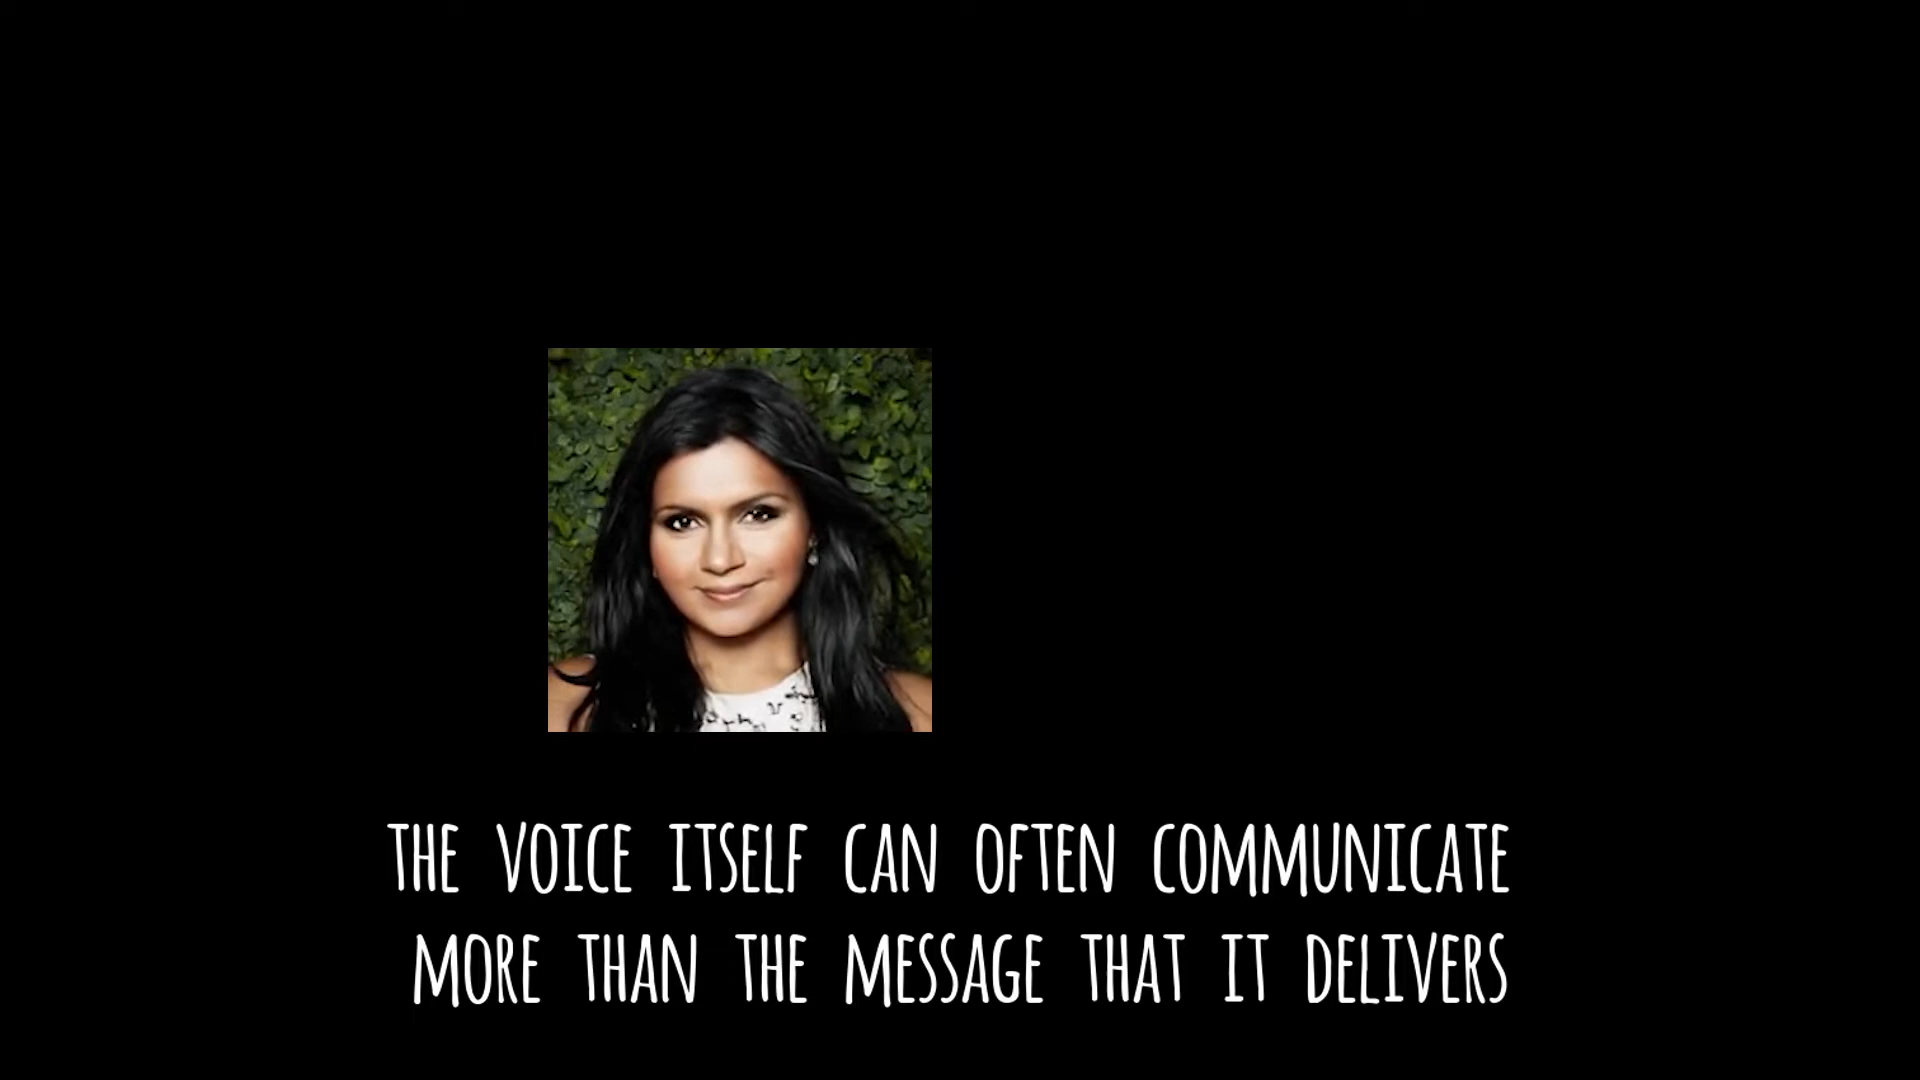 THE VOICE ITSELF CAN OFTEN COMMUNICATE
MORE THAN THE MESSAGE THAT IT DELIVERS